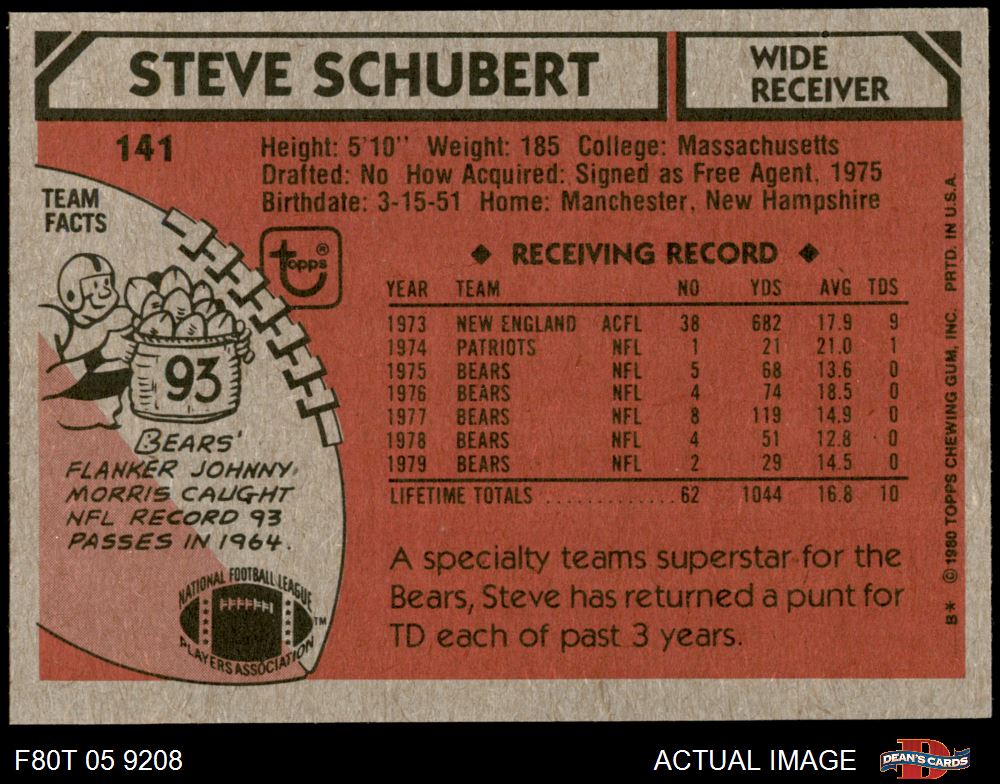 STEVE SCHUBERT
WIDE
RECEIVER
141
Height: 5'10'' Weight: 185 College: Massachusetts
Drafted: No How Acquired: Signed as Free Agent, 1975
Birthdate: 3-15-51 Home: Manchester, New Hampshire
TEAM
FACTS
topps ®
93
BEARS'
FLANKER JOHNNY
MORRIS CAUGHT
NFL RECORD 93
PASSES IN 1964.
NATIONAL FOOTBALL LEAGUE
PLAYERS ASSOCIATION
TM
◆ RECEIVING RECORD ◆
YEAR TEAM NO YDS AVG TDS
1973 NEW ENGLAND ACFL 38 682 17.9 9
1974 PATRIOTS NFL 1 21 21.0 1
1975 BEARS NFL 5 68 13.6 0
1976 BEARS NFL 4 74 18.5 0
1977 BEARS NFL 8 119 14.9 0
1978 BEARS NFL 4 51 12.8 0
1979 BEARS NFL 2 29 14.5 0
LIFETIME TOTALS ............. 62 1044 16.8 10
A specialty teams superstar for the
Bears, Steve has returned a punt for
TD each of past 3 years.
B* © 1980 TOPPS CHEWING GUM, INC. PRTD. IN U.S.A.
F80T 05 9208
ACTUAL IMAGE
DEAN'S CARDS